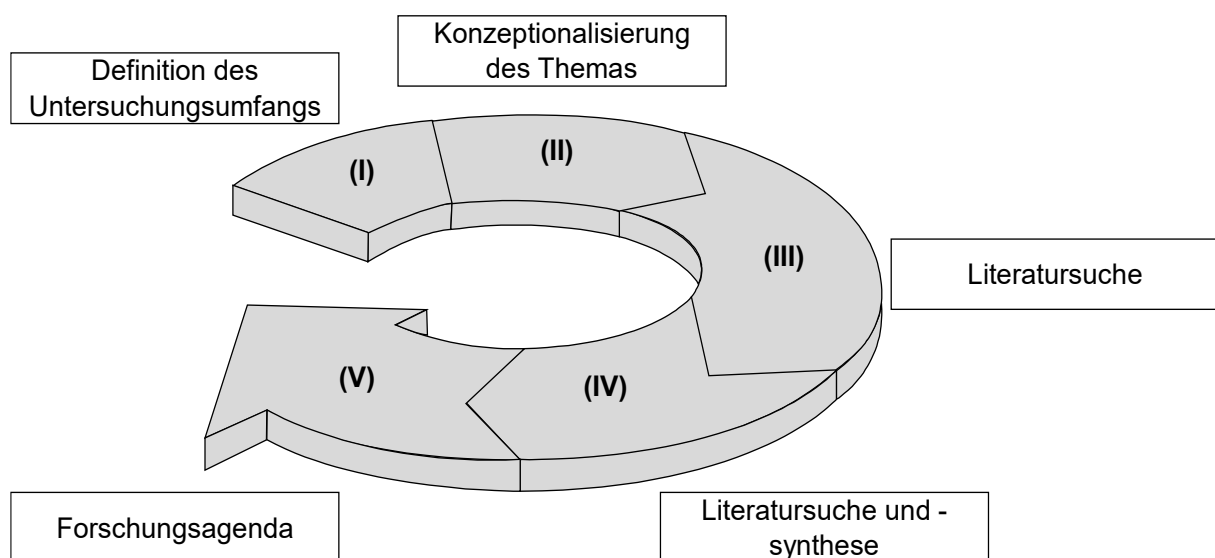 Konzeptionalisierung
des Themas
Definition des
Untersuchungsumfangs
(I)
(II)
(III)
Literatursuche
(IV)
(V)
Forschungsagenda
Literatursuche und -
synthese